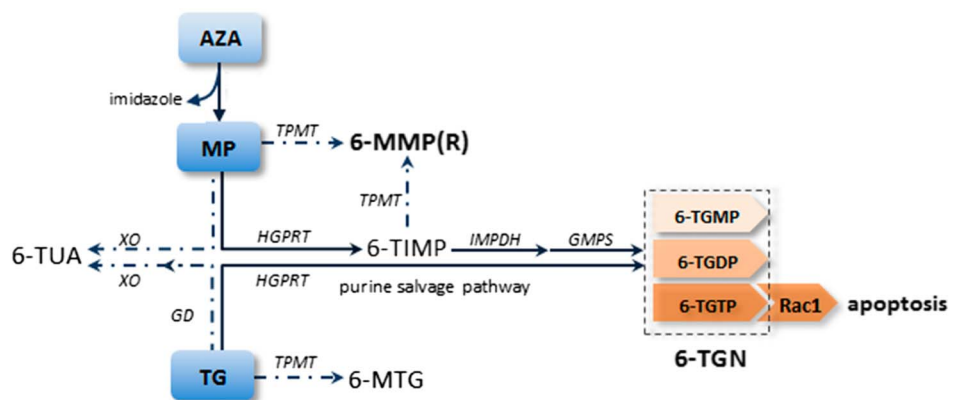 AZA
imidazole
TPMT
MP
6-MMP(R)
TPMT
6-TGMP
XO
HGPRT
6-TUA
6-TIMP
IMPDH
GMPS
6-TGDP
XO
HGPRT
purine salvage pathway
6-TGTP
Rac1
apoptosis
GD
6-TGN
TPMT
TG
6-MTG